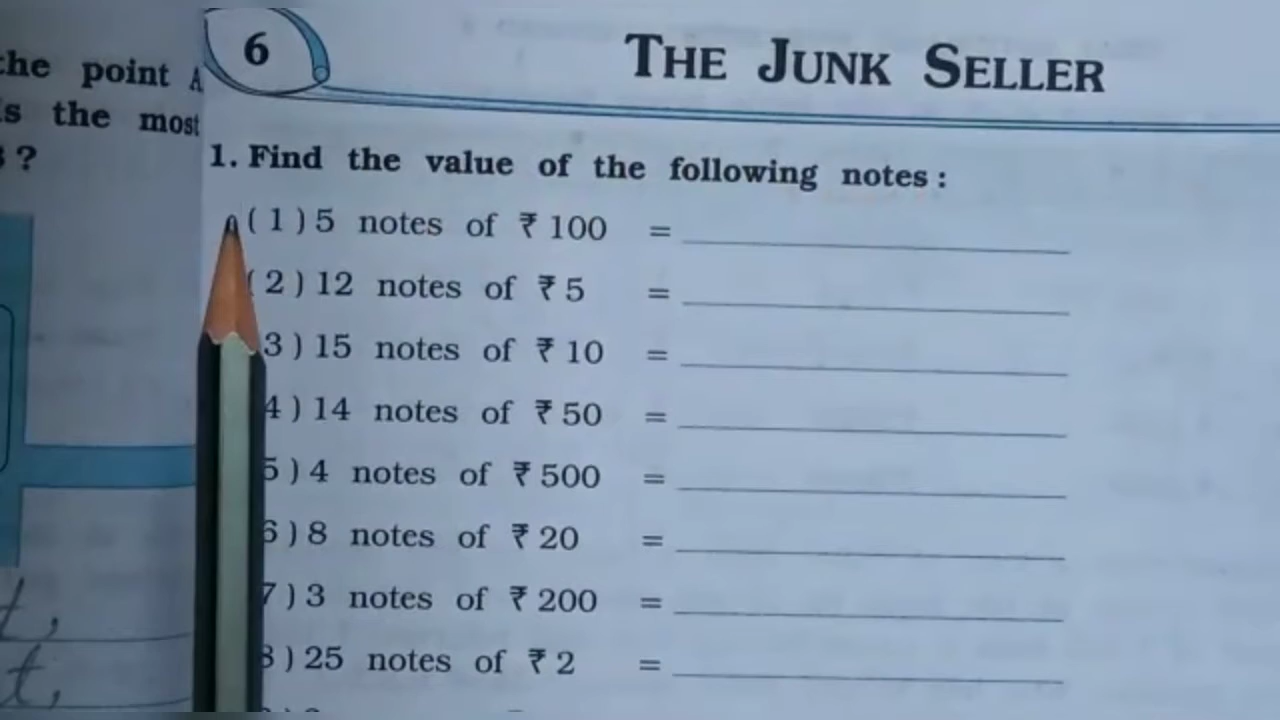 the point A
s the most
?
6
THE JUNK SELLER
1. Find the value of the following notes :
( 1 ) 5 notes of ₹ 100 =
( 2 ) 12 notes of ₹ 5 =
3 ) 15 notes of ₹ 10 =
4 ) 14 notes of ₹ 50 =
5 ) 4 notes of ₹ 500 =
6 ) 8 notes of ₹ 20 =
7 ) 3 notes of ₹ 200 =
8 ) 25 notes of ₹ 2 =
t,
t,